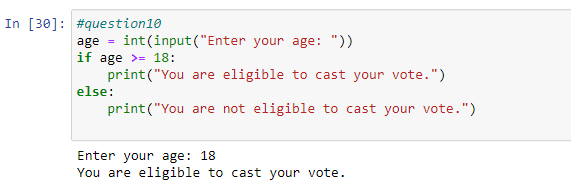 In [30]: #question10
age = int(input("Enter your age: "))
if age >= 18:
    print("You are eligible to cast your vote.")
else:
    print("You are not eligible to cast your vote.")
Enter your age: 18
You are eligible to cast your vote.